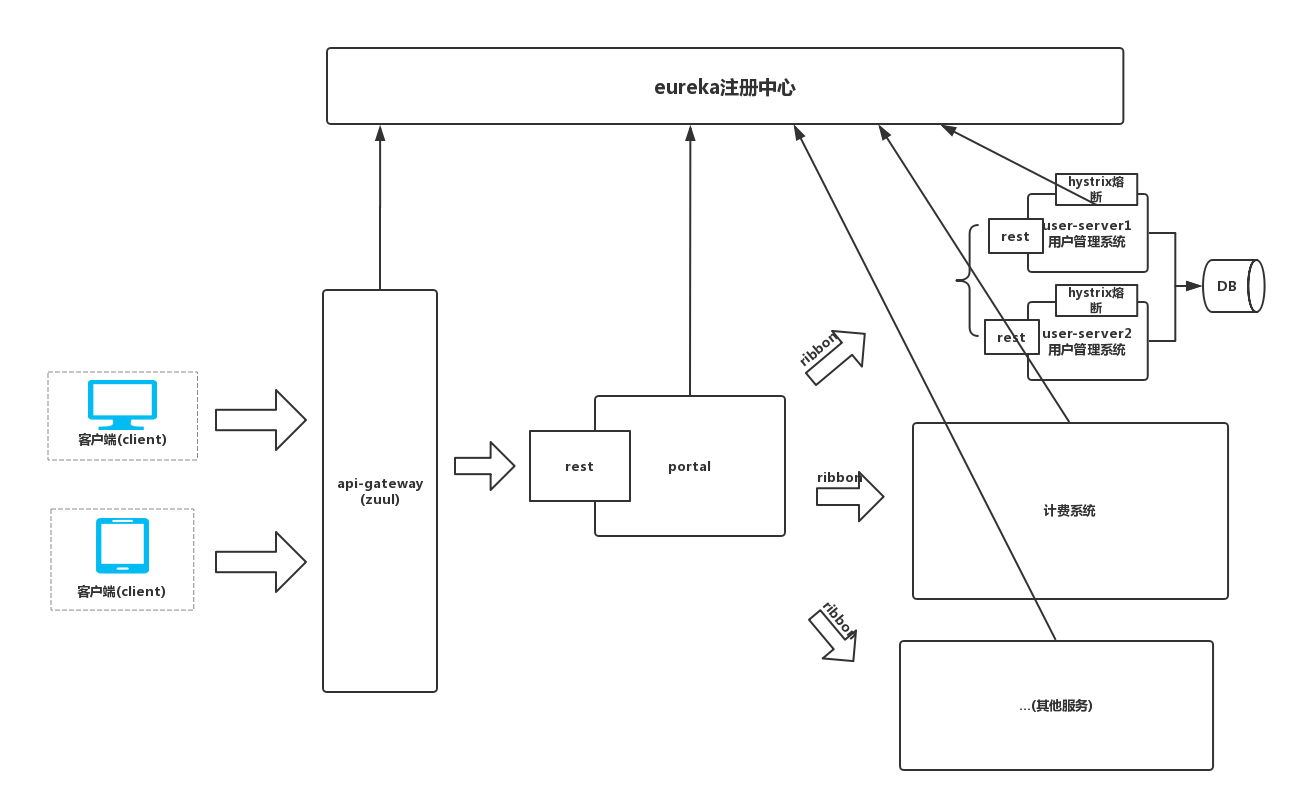 eureka注册中心
hystrix熔
断
rest
user-server1
用户管理系统
DB
hystrix熔
断
rest
user-server2
用户管理系统
ribbon
客户端(client)
api-gateway
(zuul)
rest
portal
ribbon
计费系统
客户端(client)
ribbon
...(其他服务)